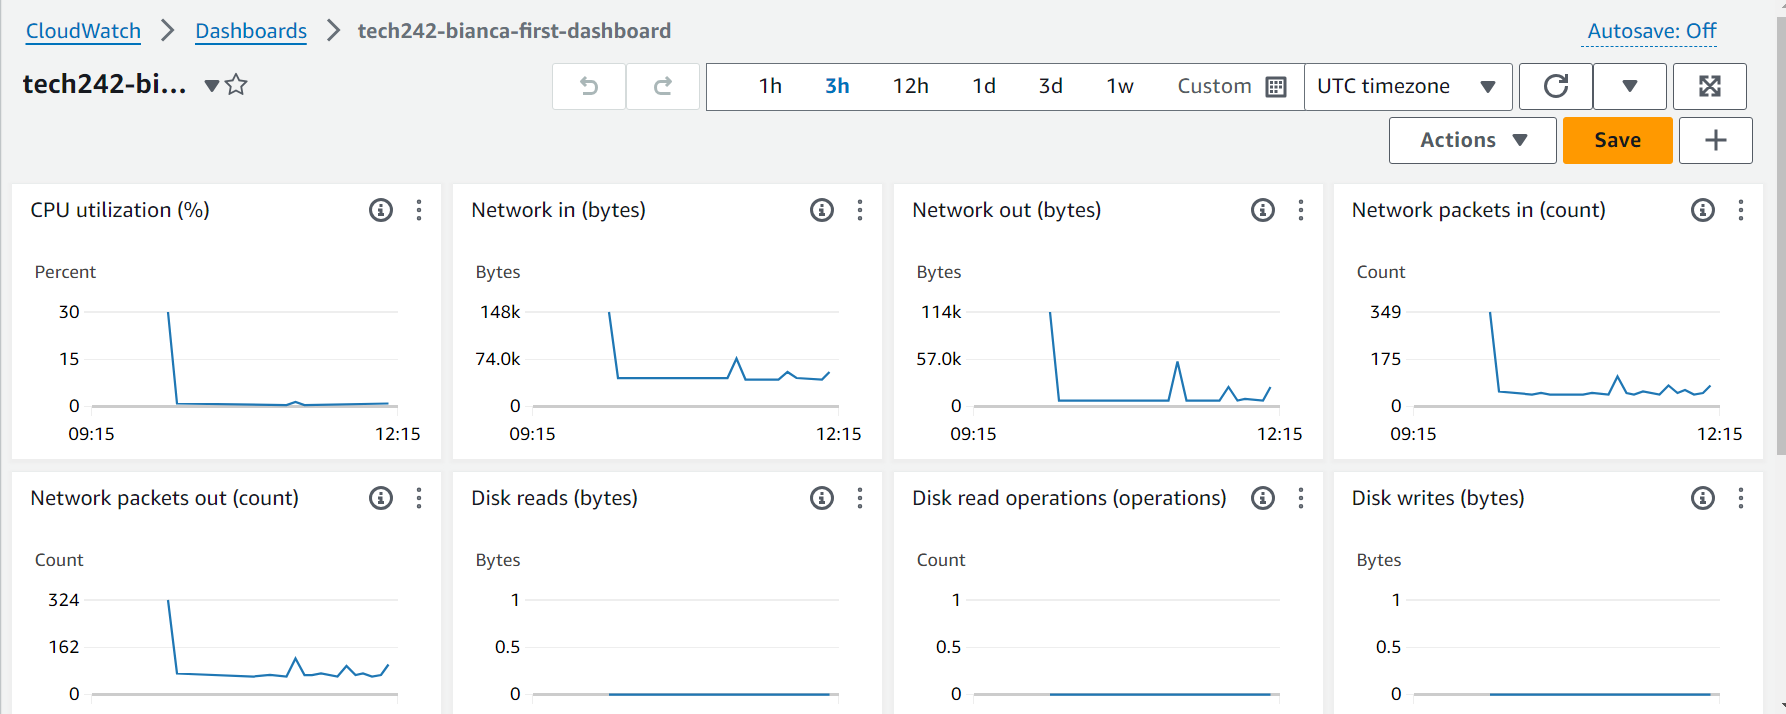 CloudWatch Dashboards tech242-bianca-first-dashboard Autosave: Off
tech242-bi... 1h 3h 12h 1d 3d 1w Custom UTC timezone
Actions Save
CPU utilization (%)
Percent
30
15
0
09:15 12:15
Network in (bytes)
Bytes
148k
74.0k
0
09:15 12:15
Network out (bytes)
Bytes
114k
57.0k
0
09:15 12:15
Network packets in (count)
Count
349
175
0
09:15 12:15
Network packets out (count)
Count
324
162
0
Disk reads (bytes)
Bytes
1
0.5
0
Disk read operations (operations)
Count
1
0.5
0
Disk writes (bytes)
Bytes
1
0.5
0